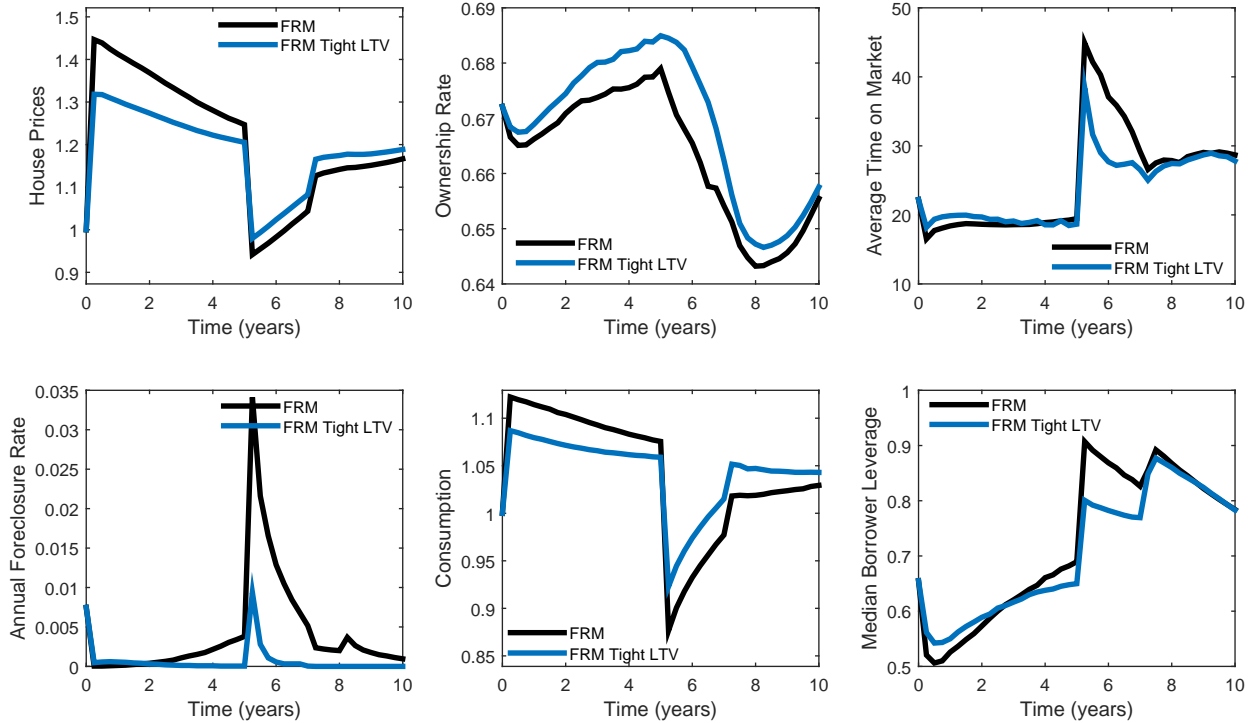 House Prices
1.5
1.4
1.3
1.2
1.1
1
0.9
FRM
FRM Tight LTV
0 2 4 6 8 10
Time (years)
Ownership Rate
0.69
0.68
0.67
0.66
0.65
0.64
FRM
FRM Tight LTV
0 2 4 6 8 10
Time (years)
Average Time on Market
50
40
30
20
10
FRM
FRM Tight LTV
0 2 4 6 8 10
Time (years)
Annual Foreclosure Rate
0.035
0.03
0.025
0.02
0.015
0.01
0.005
0
FRM
FRM Tight LTV
0 2 4 6 8 10
Time (years)
Consumption
1.1
1.05
1
0.95
0.9
0.85
FRM
FRM Tight LTV
0 2 4 6 8 10
Time (years)
Median Borrower Leverage
1
0.9
0.8
0.7
0.6
0.5
FRM
FRM Tight LTV
0 2 4 6 8 10
Time (years)